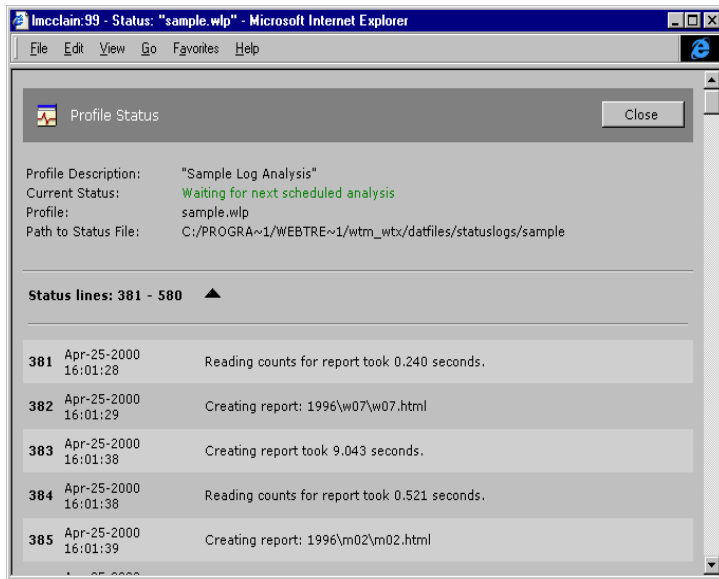 lmcclain:99 - Status: "sample.wlp" - Microsoft Internet Explorer
File Edit View Go Favorites Help
Profile Status
Close
Profile Description: "Sample Log Analysis"
Current Status: Waiting for next scheduled analysis
Profile: sample.wlp
Path to Status File: C:/PROGRA~1/WEBTRE~1/wtm_wtx/datfiles/statuslogs/sample
Status lines: 381 - 580
381 Apr-25-2000 16:01:28 Reading counts for report took 0.240 seconds.
382 Apr-25-2000 16:01:29 Creating report: 1996\w07\w07.html
383 Apr-25-2000 16:01:38 Creating report took 9.043 seconds.
384 Apr-25-2000 16:01:38 Reading counts for report took 0.521 seconds.
385 Apr-25-2000 16:01:39 Creating report: 1996\m02\m02.html